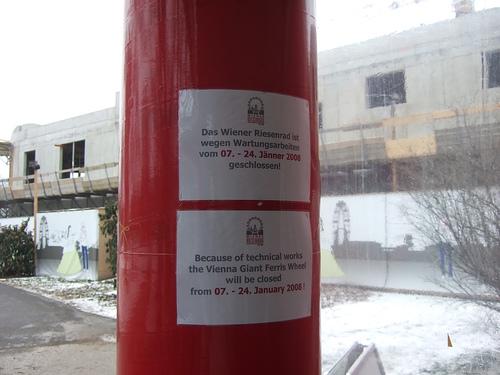 Das Wiener Riesenrad ist
wegen Wartungsarbeiten
vom 07. - 24. Jänner 2008
geschlossen!
Because of technical works
the Vienna Giant Ferris Wheel
will be closed
from 07. - 24. January 2008 !